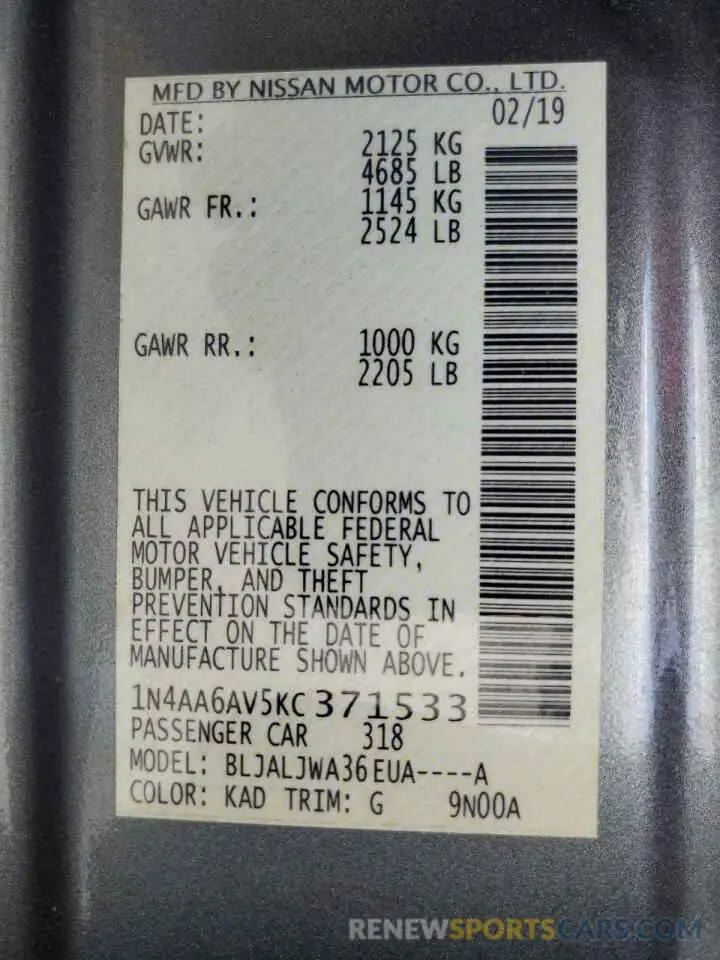 MFD BY NISSAN MOTOR CO., LTD.
DATE: 02/19
GVWR: 2125 KG
4685 LB
GAWR FR.: 1145 KG
2524 LB
GAWR RR.: 1000 KG
2205 LB
THIS VEHICLE CONFORMS TO
ALL APPLICABLE FEDERAL
MOTOR VEHICLE SAFETY,
BUMPER, AND THEFT
PREVENTION STANDARDS IN
EFFECT ON THE DATE OF
MANUFACTURE SHOWN ABOVE.
1N4AA6AV5KC371533
PASSENGER CAR 318
MODEL: BLJALJWA36EUA----A
COLOR: KAD TRIM: G 9N00A
RENEWSPORTSCARS.COM